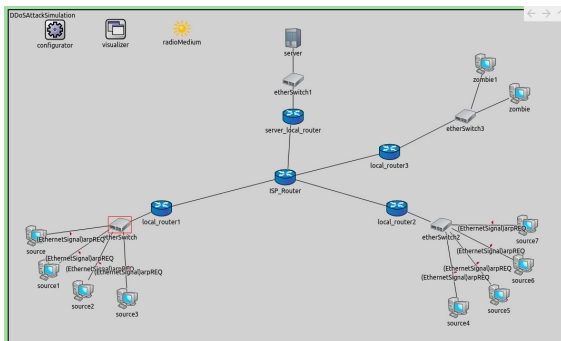 DDoSAttackSimulation
configurator
visualizer
radioMedium
server
zombie1
etherSwitch1
zombie
server_local_router
etherSwitch3
local_router3
ISP_Router
local_router1
local_router2
etherSwitch
etherSwitch2
source
(EthernetSignal)arpREQ
(EthernetSignal)arpREQ
source7
(EthernetSignal)arpREQ
(EthernetSignal)arpREQ
source1
(EthernetSignal)arpREQ
(EthernetSignal)arpREQ
source6
(EthernetSignal)arpREQ
(EthernetSignal)arpREQ
source2
source3
source5
source4